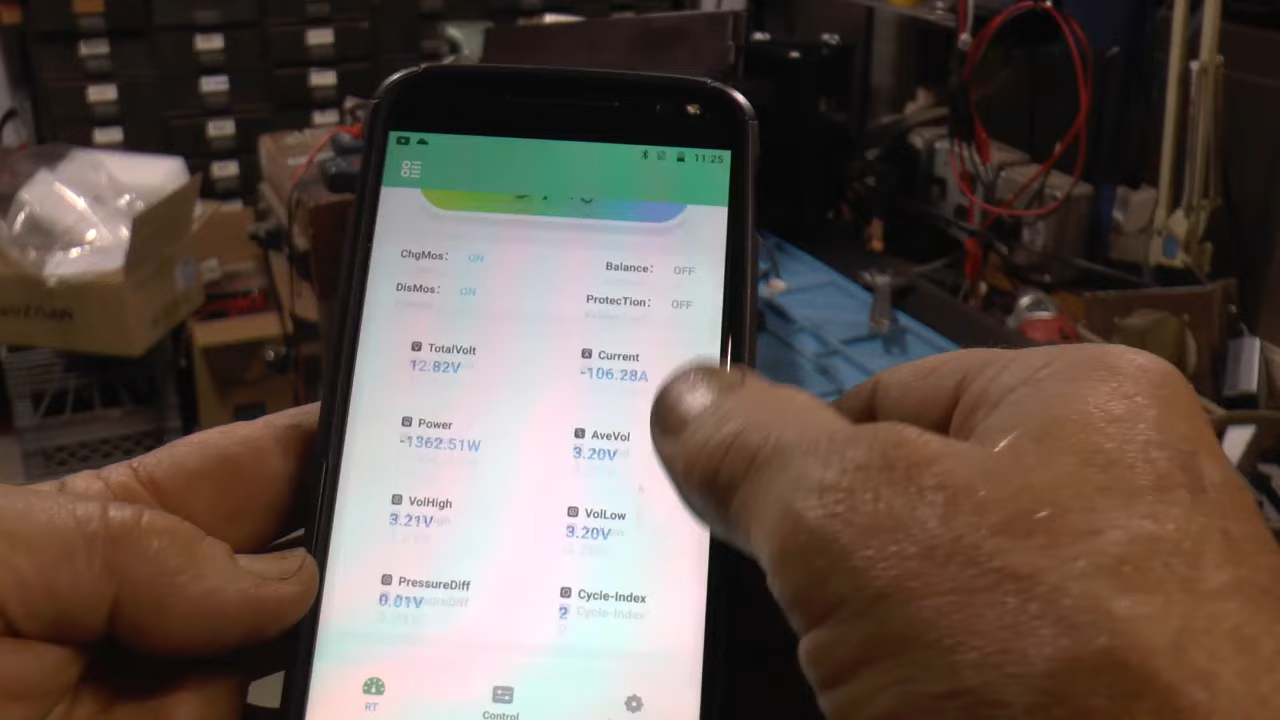 11:25
ChgMos: ON
Balance: OFF
DisMos: ON
ProtecTion: OFF
TotalVolt
12.82V
Current
-106.28A
Power
-1362.51W
AveVol
3.20V
VolHigh
3.21V
VolLow
3.20V
PressureDiff
0.01V
Cycle-Index
2
RT
Control